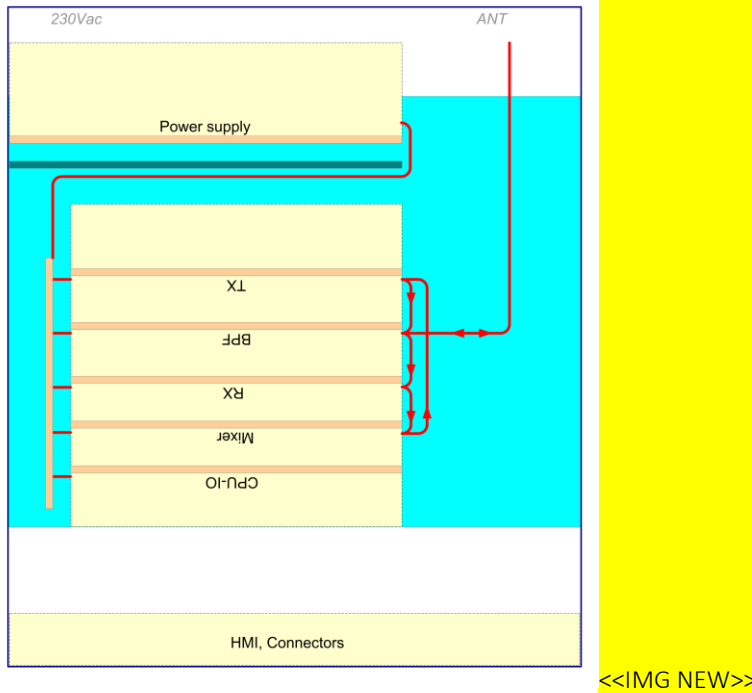 230Vac
ANT
Power supply
TX
BPF
RX
Mixer
CPU-IO
HMI, Connectors
<<IMG NEW>>